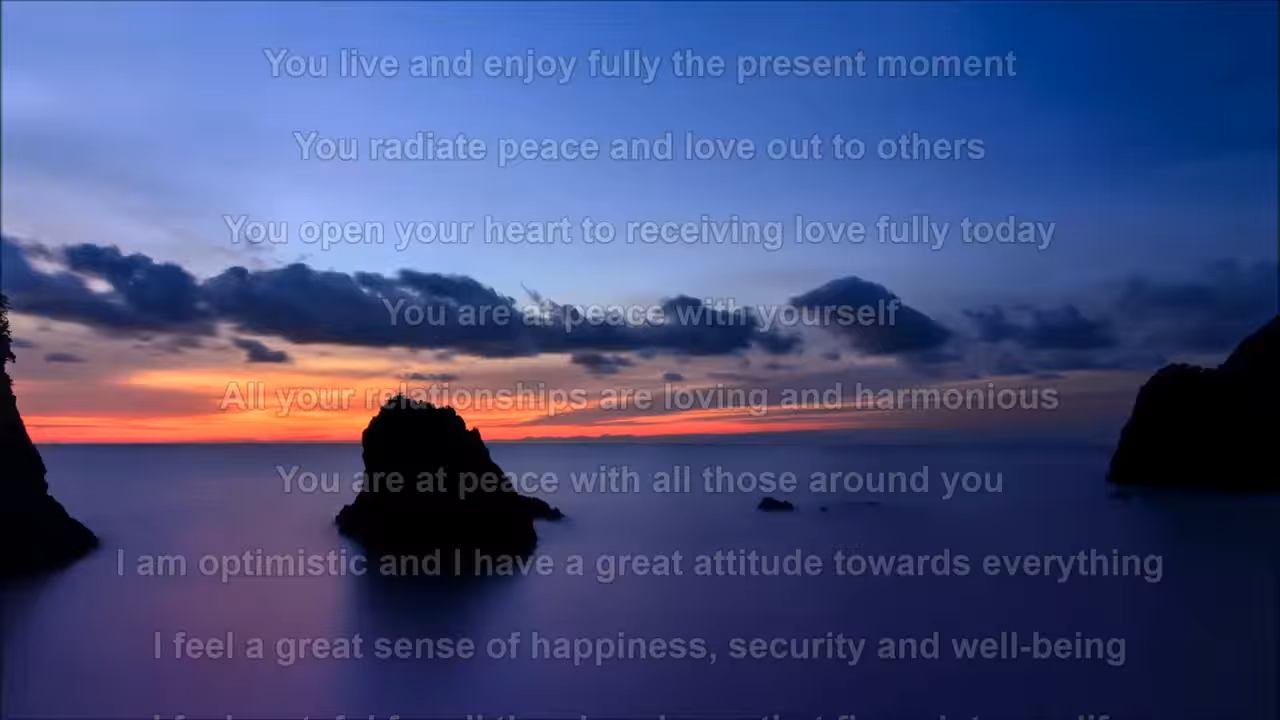 You live and enjoy fully the present moment
You radiate peace and love out to others
You open your heart to receiving love fully today
You are at peace with yourself
All your relationships are loving and harmonious
You are at peace with all those around you
I am optimistic and I have a great attitude towards everything
I feel a great sense of happiness, security and well-being